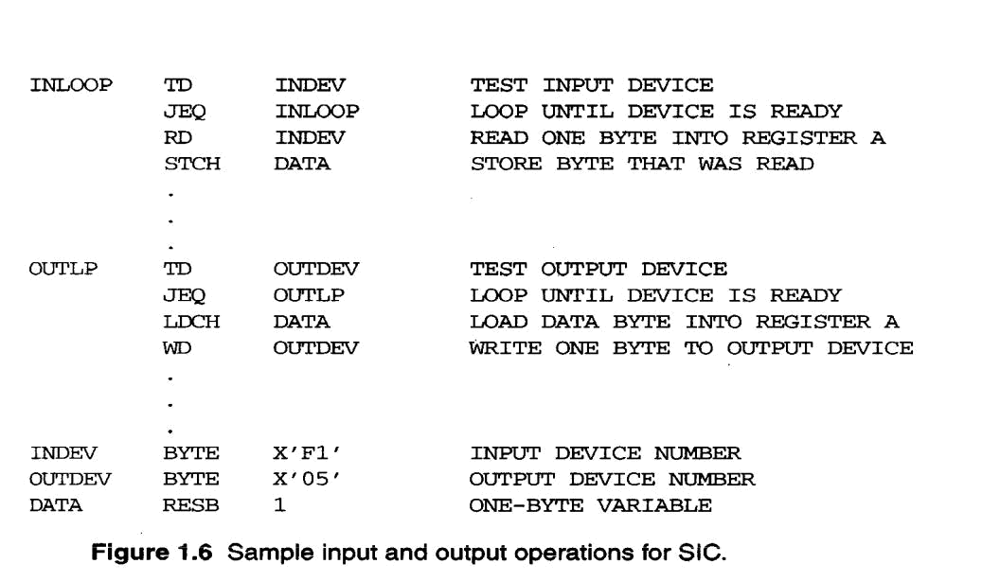 INLOOP TD INDEV TEST INPUT DEVICE
JEQ INLOOP LOOP UNTIL DEVICE IS READY
RD INDEV READ ONE BYTE INTO REGISTER A
STCH DATA STORE BYTE THAT WAS READ
.
.
.
OUTLP TD OUTDEV TEST OUTPUT DEVICE
JEQ OUTLP LOOP UNTIL DEVICE IS READY
LDCH DATA LOAD DATA BYTE INTO REGISTER A
WD OUTDEV WRITE ONE BYTE TO OUTPUT DEVICE
.
.
.
INDEV BYTE X'F1' INPUT DEVICE NUMBER
OUTDEV BYTE X'05' OUTPUT DEVICE NUMBER
DATA RESB 1 ONE-BYTE VARIABLE
Figure 1.6 Sample input and output operations for SIC.